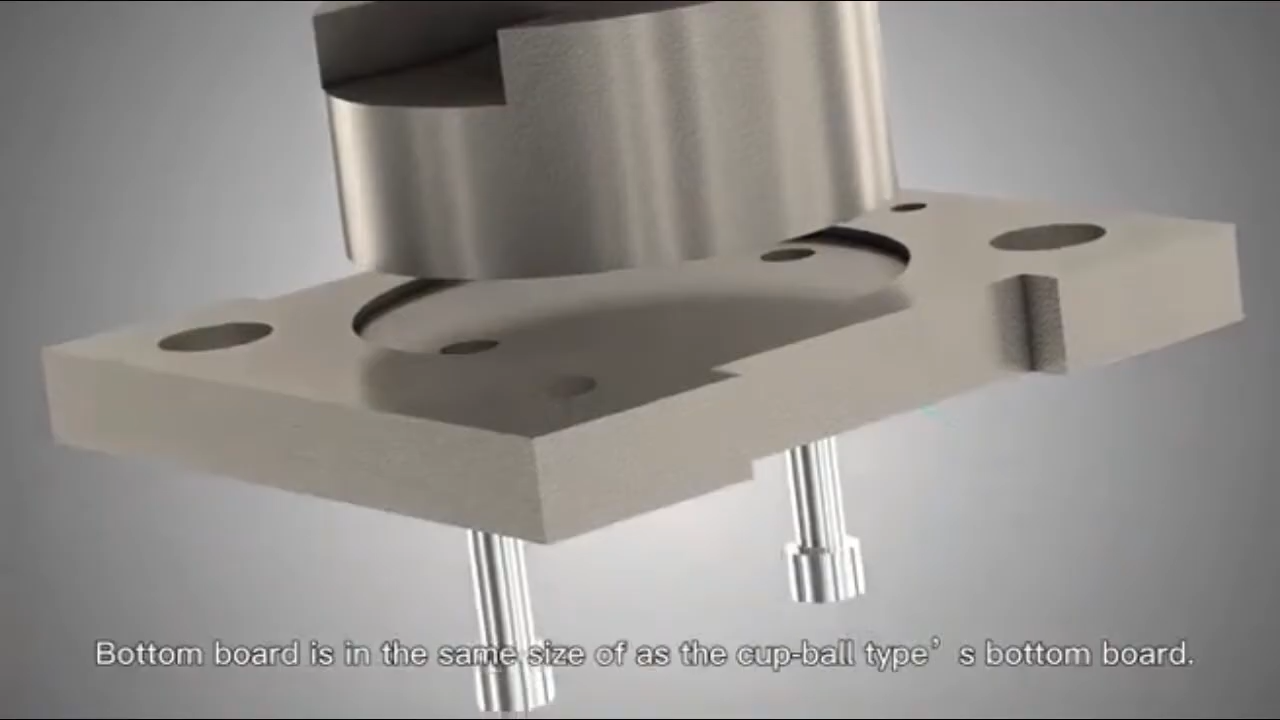 Bottom board is in the same size of as the cup-ball type’ s bottom board.